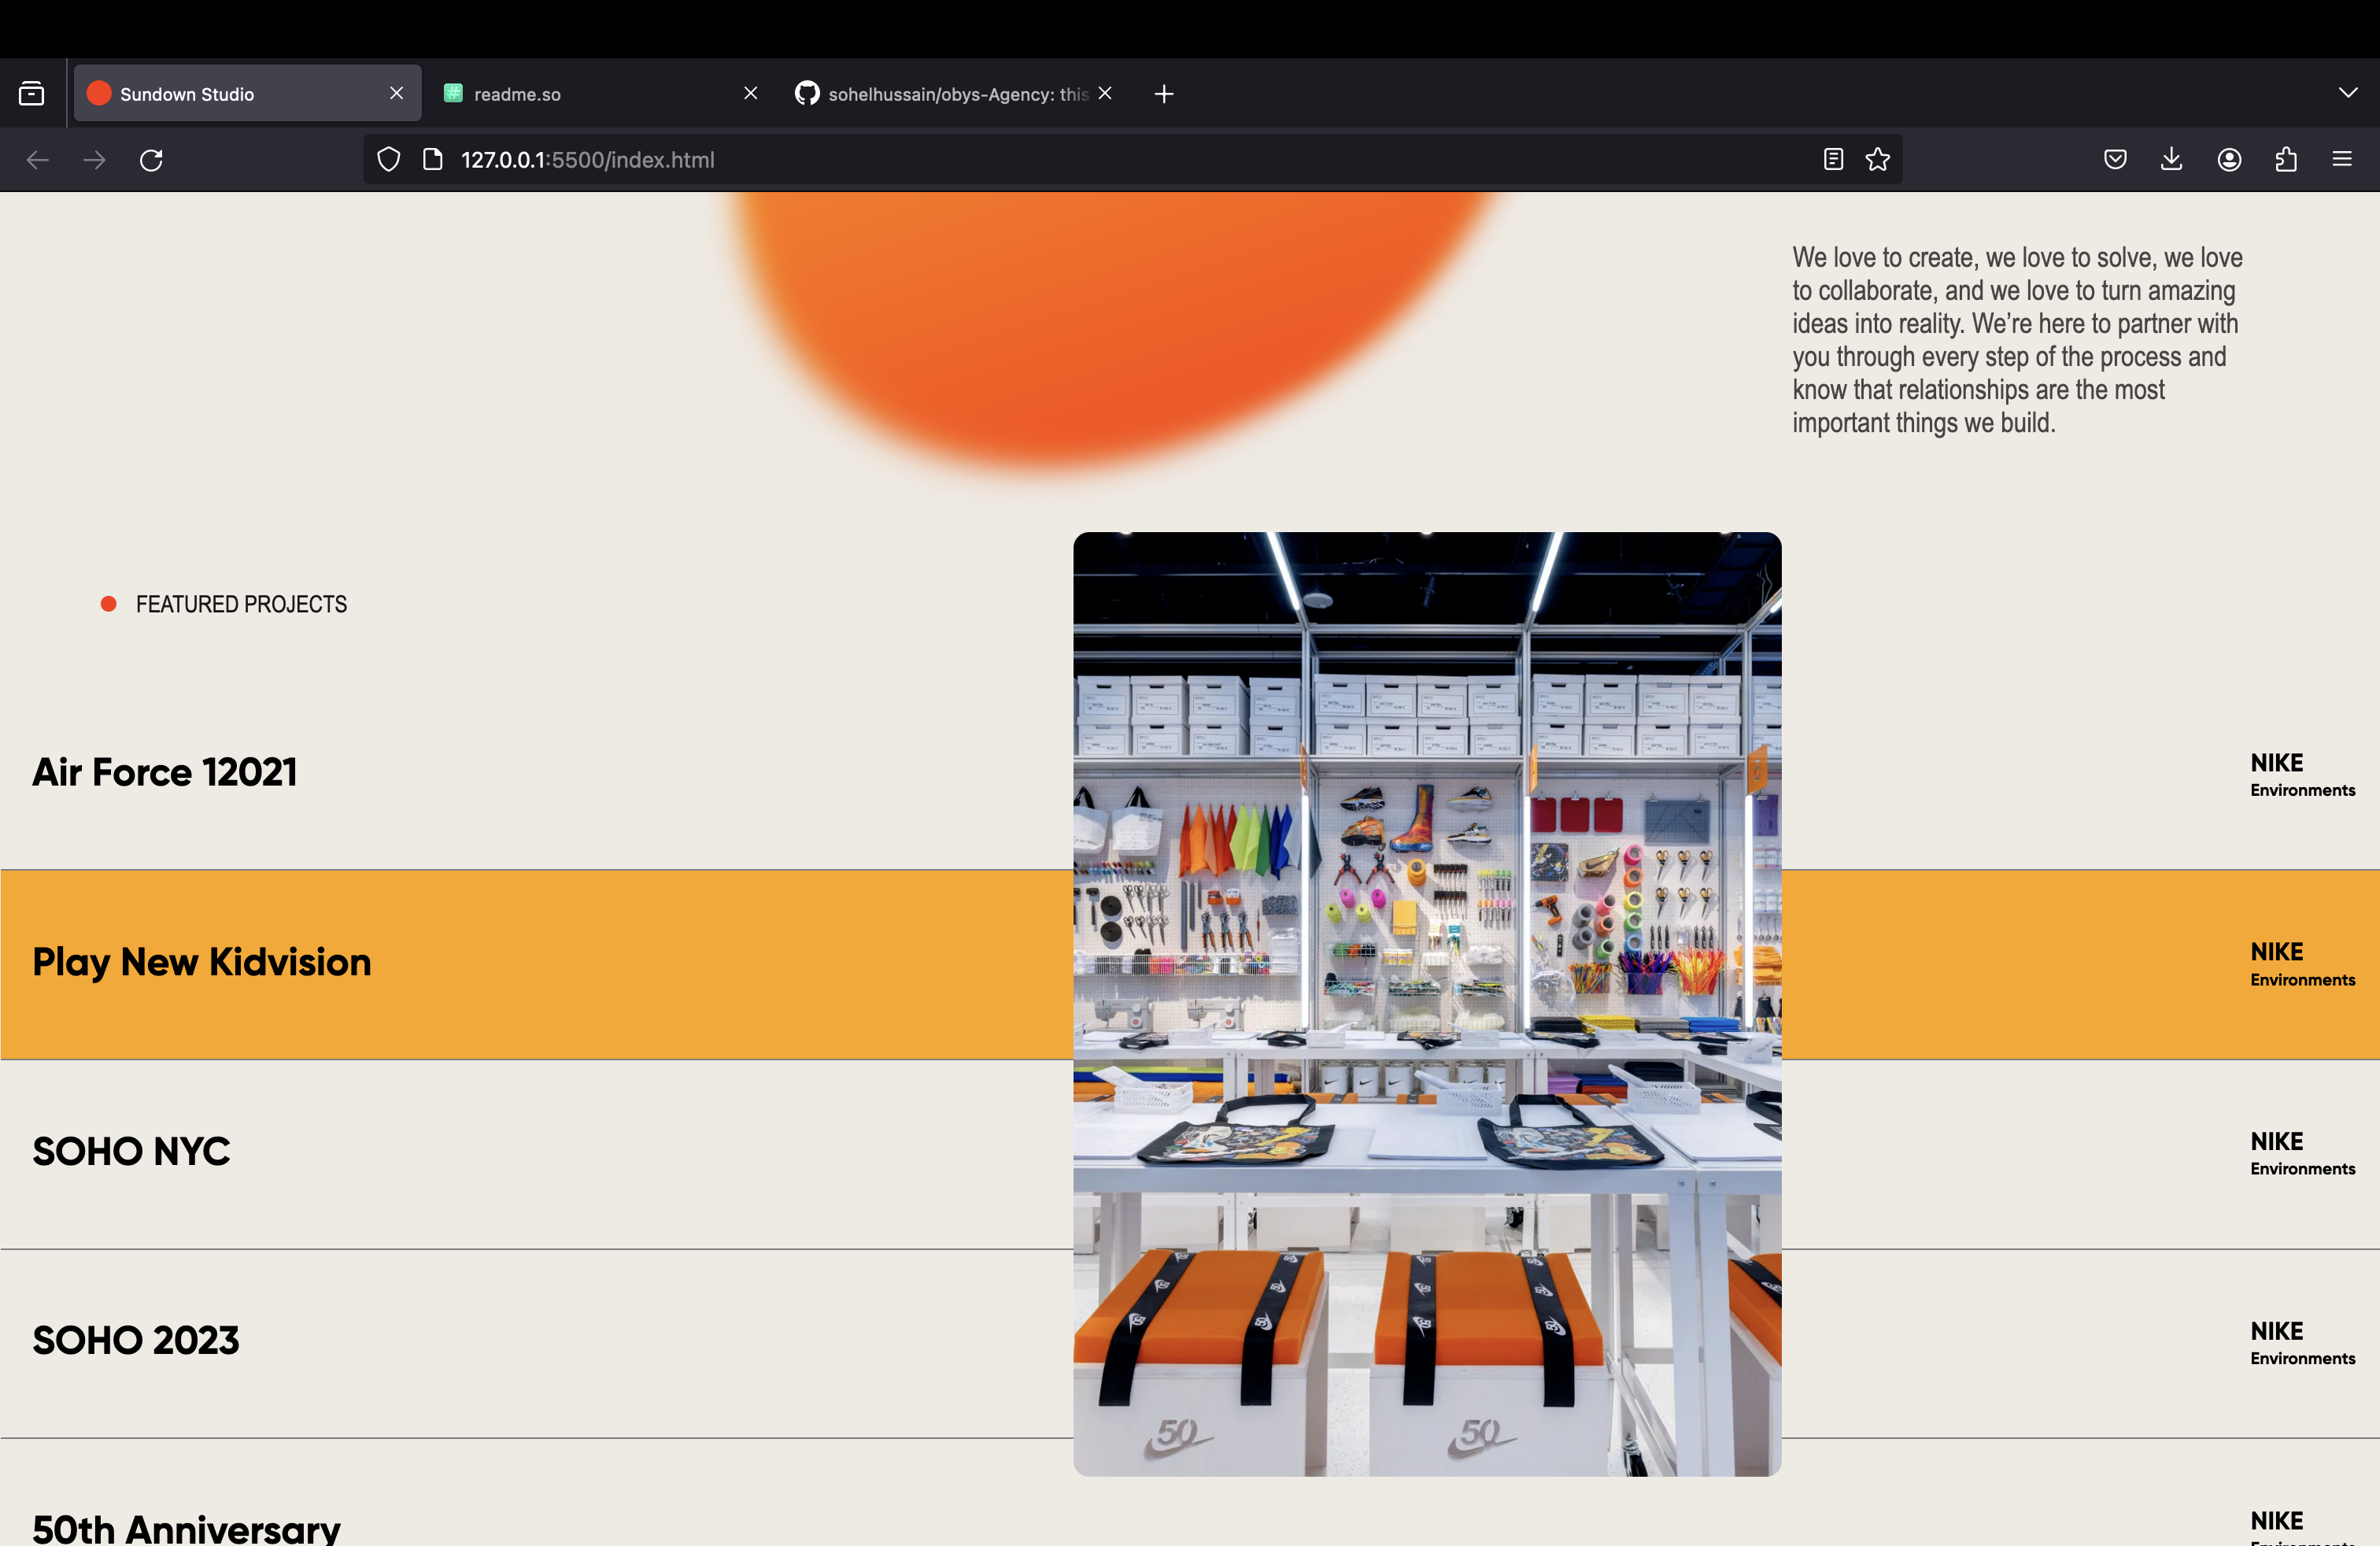 Sundown Studio
readme.so
sohelhussain/obys-Agency: this
127.0.0.1:5500/index.html
We love to create, we love to solve, we love
to collaborate, and we love to turn amazing
ideas into reality. We’re here to partner with
you through every step of the process and
know that relationships are the most
important things we build.
FEATURED PROJECTS
Air Force 12021
NIKE
Environments
Play New Kidvision
NIKE
Environments
SOHO NYC
NIKE
Environments
SOHO 2023
NIKE
Environments
50 50
50th Anniversary
NIKE
Environments